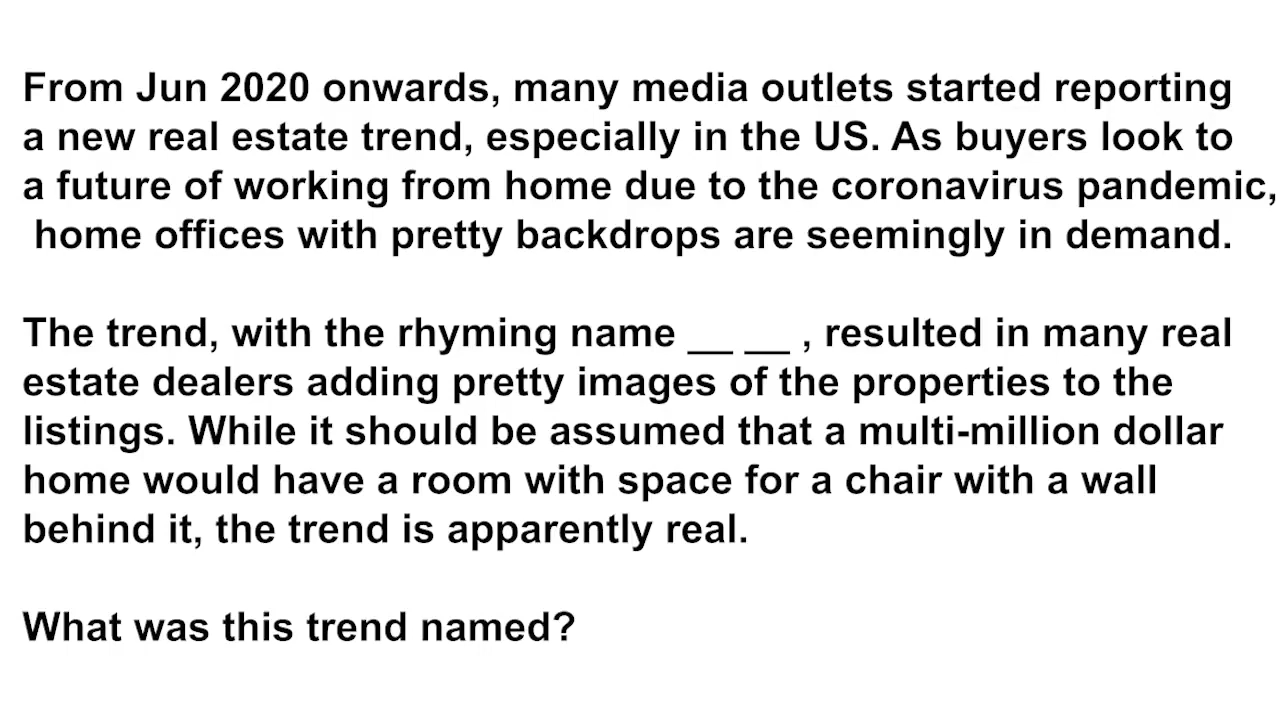 From Jun 2020 onwards, many media outlets started reporting
a new real estate trend, especially in the US. As buyers look to
a future of working from home due to the coronavirus pandemic,
home offices with pretty backdrops are seemingly in demand.
The trend, with the rhyming name __ __ , resulted in many real
estate dealers adding pretty images of the properties to the
listings. While it should be assumed that a multi-million dollar
home would have a room with space for a chair with a wall
behind it, the trend is apparently real.
What was this trend named?